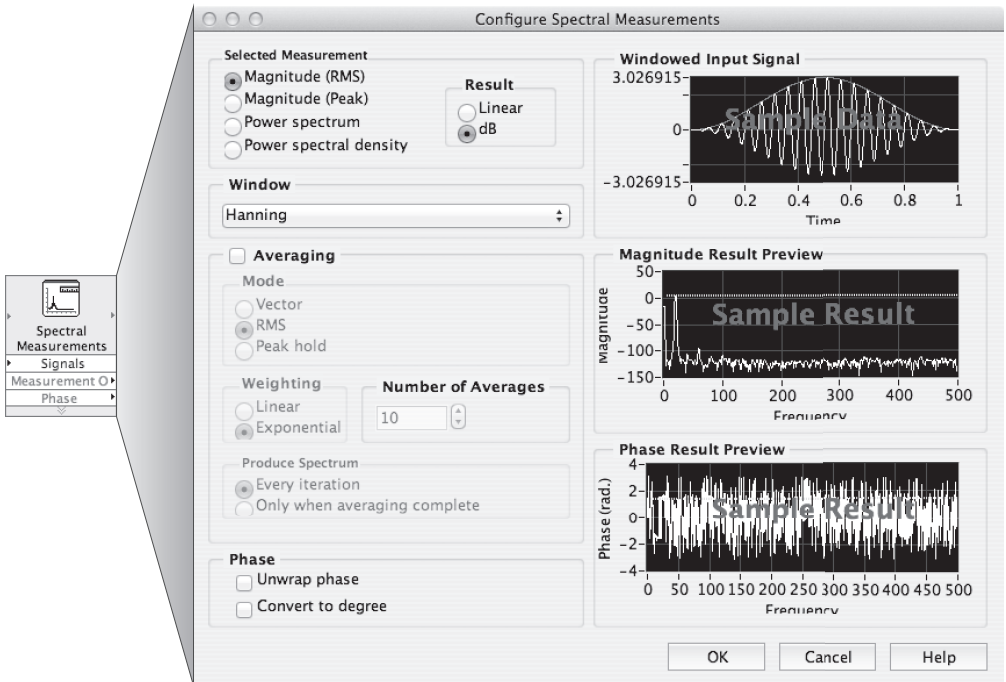 Configure Spectral Measurements
Selected Measurement
Magnitude (RMS)
Magnitude (Peak)
Power spectrum
Power spectral density
Result
Linear
dB
Window
Hanning
Averaging
Mode
Vector
RMS
Peak hold
Weighting
Linear
Exponential
Number of Averages
10
Produce Spectrum
Every iteration
Only when averaging complete
Phase
Unwrap phase
Convert to degree
Windowed Input Signal
3.026915
0
-3.026915
Sample Data
0 0.2 0.4 0.6 0.8 1
Time
Magnitude Result Preview
Magnitude
50
0
-50
-100
-150
Sample Result
0 100 200 300 400 500
Frequency
Phase Result Preview
Phase (rad.)
4
2
0
-2
-4
Sample Result
0 50 100 150 200 250 300 350 400 450 500
Frequency
OK Cancel Help
Spectral
Measurements
Signals
Measurement O
Phase